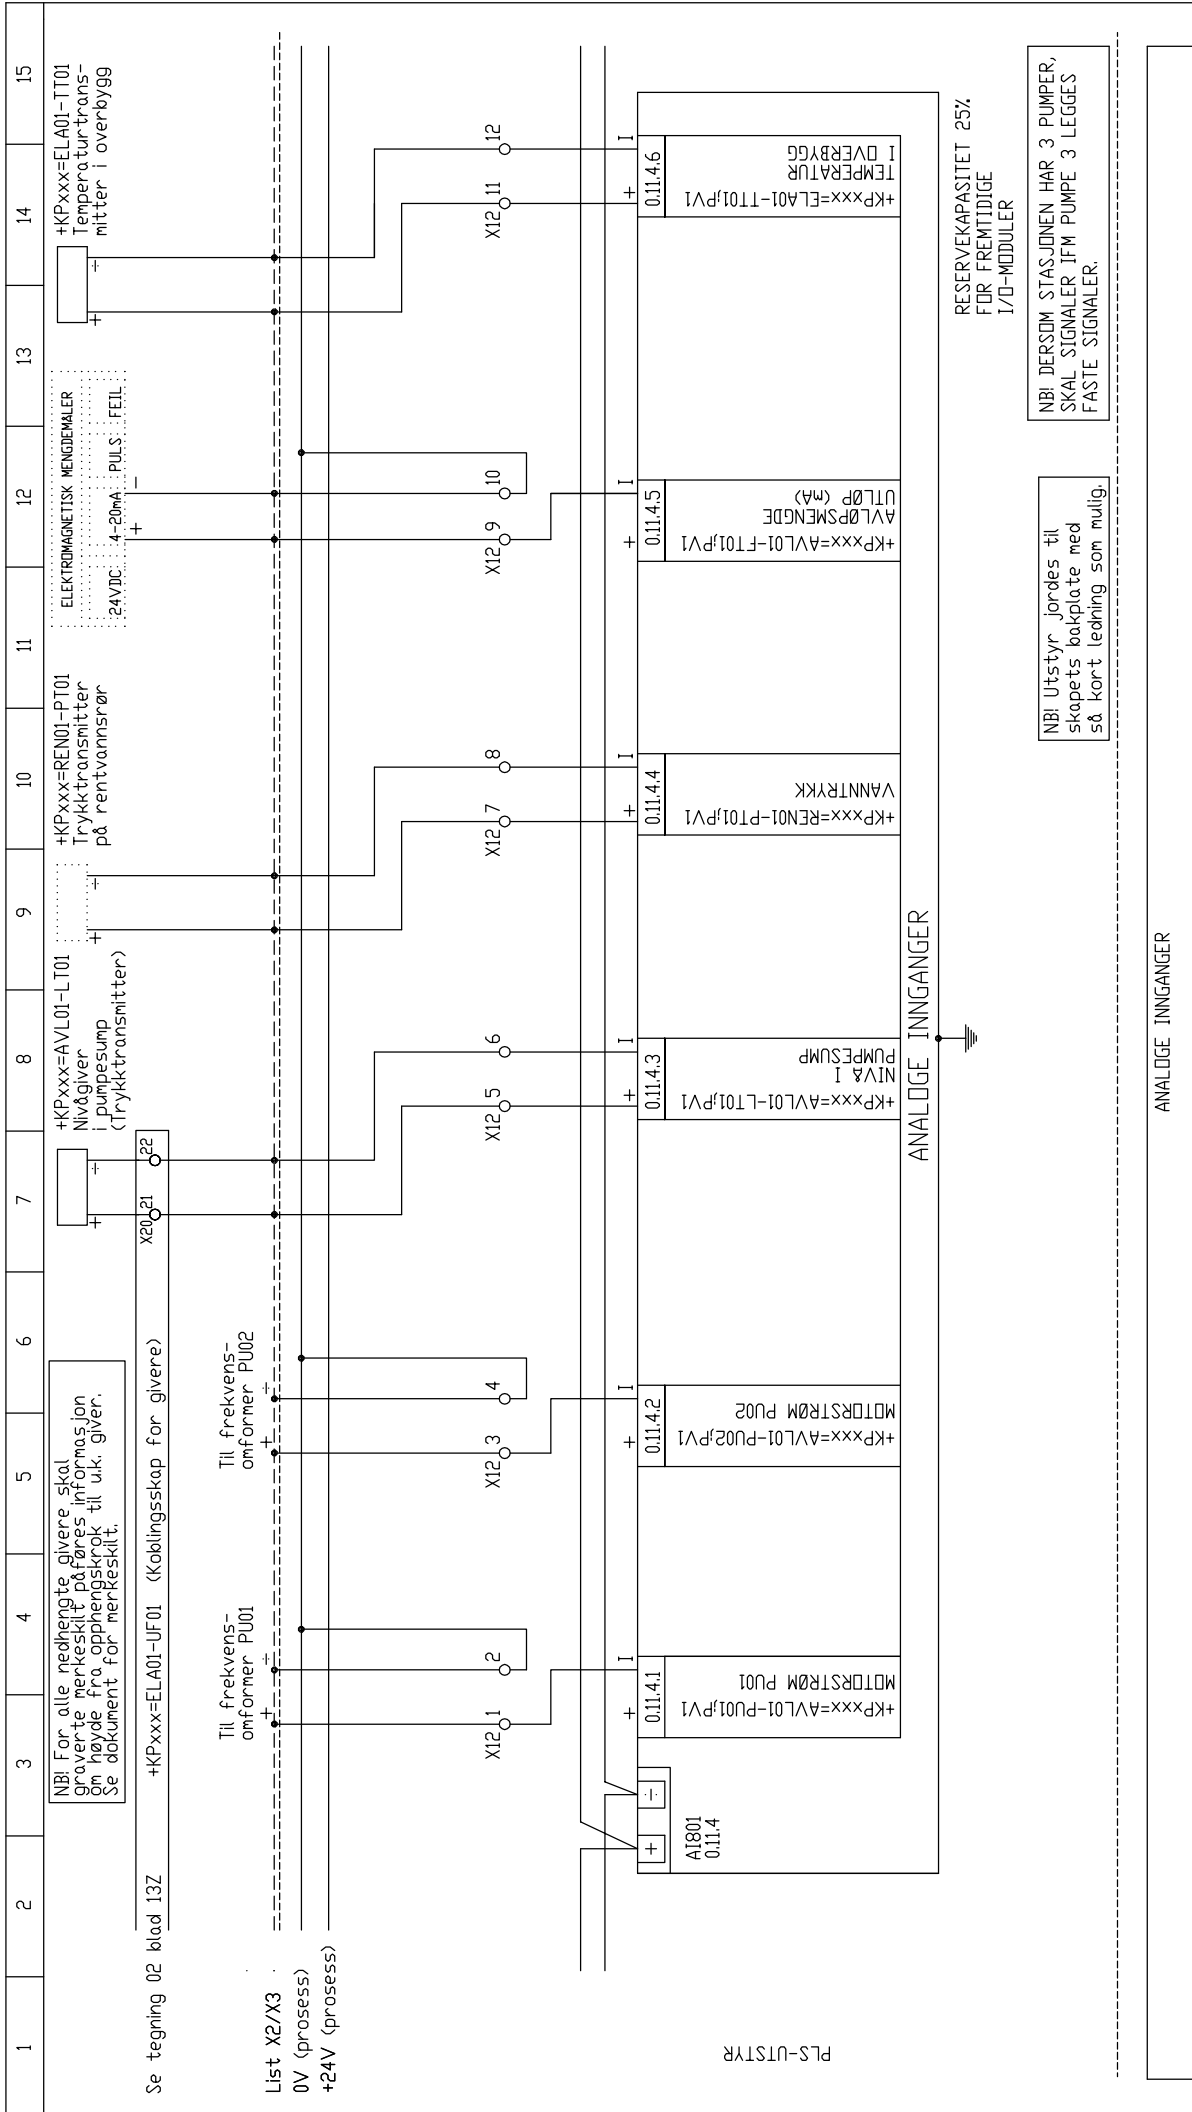 1 2 3 4 5 6 7 8 9 10 11 12 13 14 15
NB! For alle nedhengte givere skal
graverte merkeskilt påføres informasjon
om høyde fra opphengskrok til u.k. giver.
Se dokument for merkeskilt.
+KPxxx=AVL01-LT01
Nivågiver
i pumpesump
(Trykktransmitter)
+KPxxx=REN01-PT01
Trykktransmitter
på rentvannsrør
ELEKTROMAGNETISK MENGDEMÅLER
24VDC 4-20mA PULS FEIL
+KPxxx=ELA01-TT01
Temperaturtrans-
mitter i overbygg
+ ÷ + ÷ + - + ÷
Se tegning 02 blad 13Z
+KPxxx=ELA01-UF01 (Koblingsskap for givere)
X20 21 22
Til frekvens-
omformer PU01
+ ÷
Til frekvens-
omformer PU02
+ ÷
List X2/X3
0V (prosess)
+24V (prosess)
X12 1 2 X12 3 4 X12 5 6 X12 7 8 X12 9 10 X12 11 12
+ I + I + I + I + I + I
+ ÷
AI801
0.11.4
0.11.4.1
+KPxxx=AVL01-PU01;PV1
MOTORSTRØM PU01
0.11.4.2
+KPxxx=AVL01-PU02;PV1
MOTORSTRØM PU02
0.11.4.3
+KPxxx=AVL01-LT01;PV1
NIVÅ I
PUMPESUMP
0.11.4.4
+KPxxx=REN01-PT01;PV1
VANNTRYKK
0.11.4.5
+KPxxx=AVL01-FT01;PV1
AVLØPSMENGDE
UTLØP (mA)
0.11.4.6
+KPxxx=ELA01-TT01;PV1
TEMPERATUR
I OVERBYGG
PLS-UTSTYR
ANALOGE INNGANGER
RESERVEKAPASITET 25%
FOR FREMTIDIGE
I/O-MODULER
NB! Utstyr jordes til
skapets bakplate med
så kort ledning som mulig.
NB! DERSOM STASJONEN HAR 3 PUMPER,
SKAL SIGNALER IFM PUMPE 3 LEGGES
FASTE SIGNALER.
ANALOGE INNGANGER